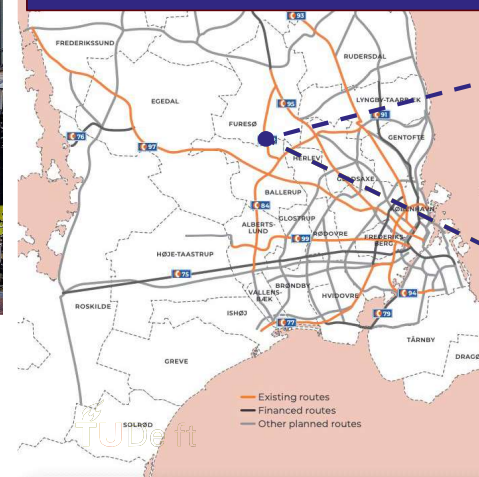 93
FREDERIKSSUND
RUDERSDAL
EGEDAL
95
LYNGBY-TAARBÆK
91
FURESØ
GENTOFTE
76
97
HERLEV
GLADSAXE
BALLERUP
84
KØBENHAVN
GLOSTRUP
ALBERTS-
LUND
99
RØDOVRE
FREDERIKS
BERG
HØJE-TAASTRUP
75
VALLENS
BÆK
BRØNDBY
HVIDOVRE
94
ROSKILDE
ISHØJ
77
79
TÅRNBY
GREVE
DRAGØ
Existing routes
Financed routes
Other planned routes
SOLRØD
TUDelft